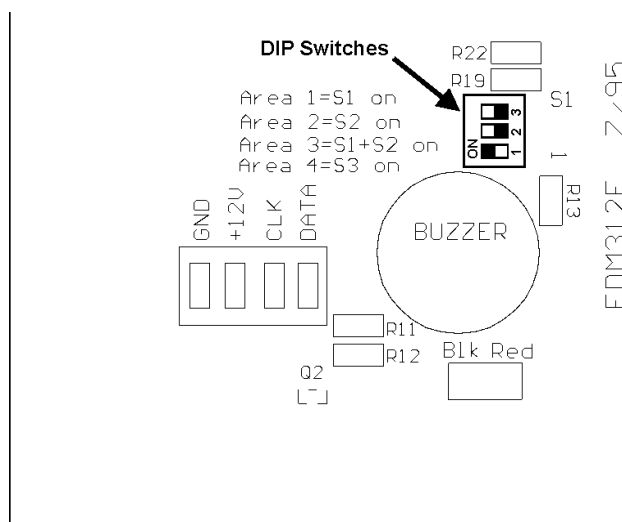 DIP Switches
R22
R19
S1
Area 1=S1 on
Area 2=S2 on
Area 3=S1+S2 on
Area 4=S3 on
ON
1 2 3
1
R13
GND
+12V
CLK
DATA
BUZZER
R11
R12
Q2
Blk Red
7/95